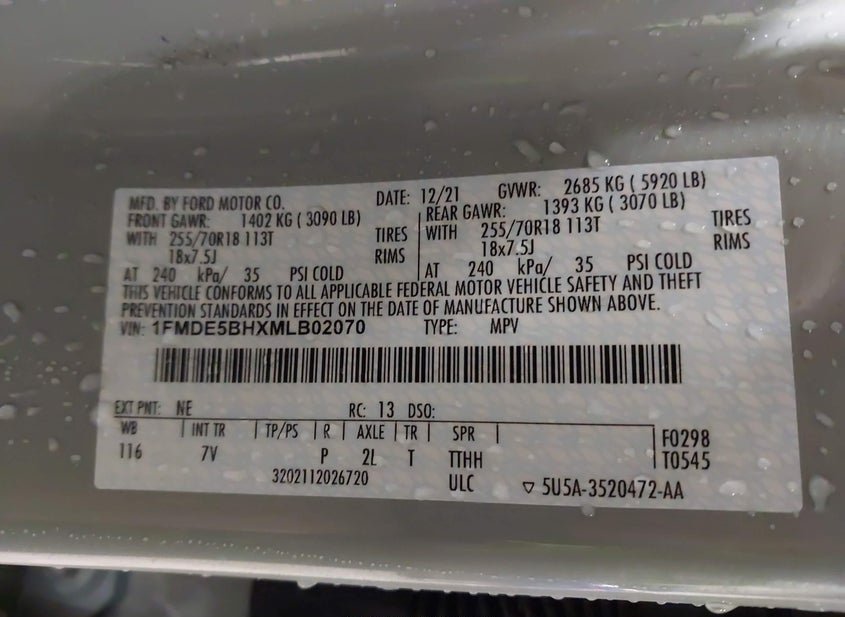 MFD. BY FORD MOTOR CO. DATE: 12/21 GVWR: 2685 KG ( 5920 LB)
FRONT GAWR: 1402 KG ( 3090 LB) REAR GAWR: 1393 KG ( 3070 LB)
WITH 255/70R18 113T TIRES WITH 255/70R18 113T TIRES
18x7.5J RIMS 18x7.5J RIMS
AT 240 kPa/ 35 PSI COLD AT 240 kPa/ 35 PSI COLD
THIS VEHICLE CONFORMS TO ALL APPLICABLE FEDERAL MOTOR VEHICLE SAFETY AND THEFT
PREVENTION STANDARDS IN EFFECT ON THE DATE OF MANUFACTURE SHOWN ABOVE.
VIN: 1FMDE5BHXMLB02070 TYPE: MPV
EXT PNT: NE RC: 13 DSO:
WB INT TR TP/PS R AXLE TR SPR F0298
116 7V P 2L T TTHH T0545
3202112026720 ULC ▽ 5U5A-3520472-AA